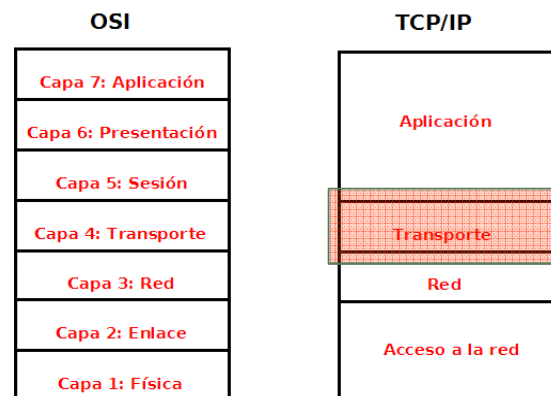 OSI
TCP/IP
Capa 7: Aplicación
Capa 6: Presentación
Capa 5: Sesión
Capa 4: Transporte
Capa 3: Red
Capa 2: Enlace
Capa 1: Física
Aplicación
Transporte
Red
Acceso a la red